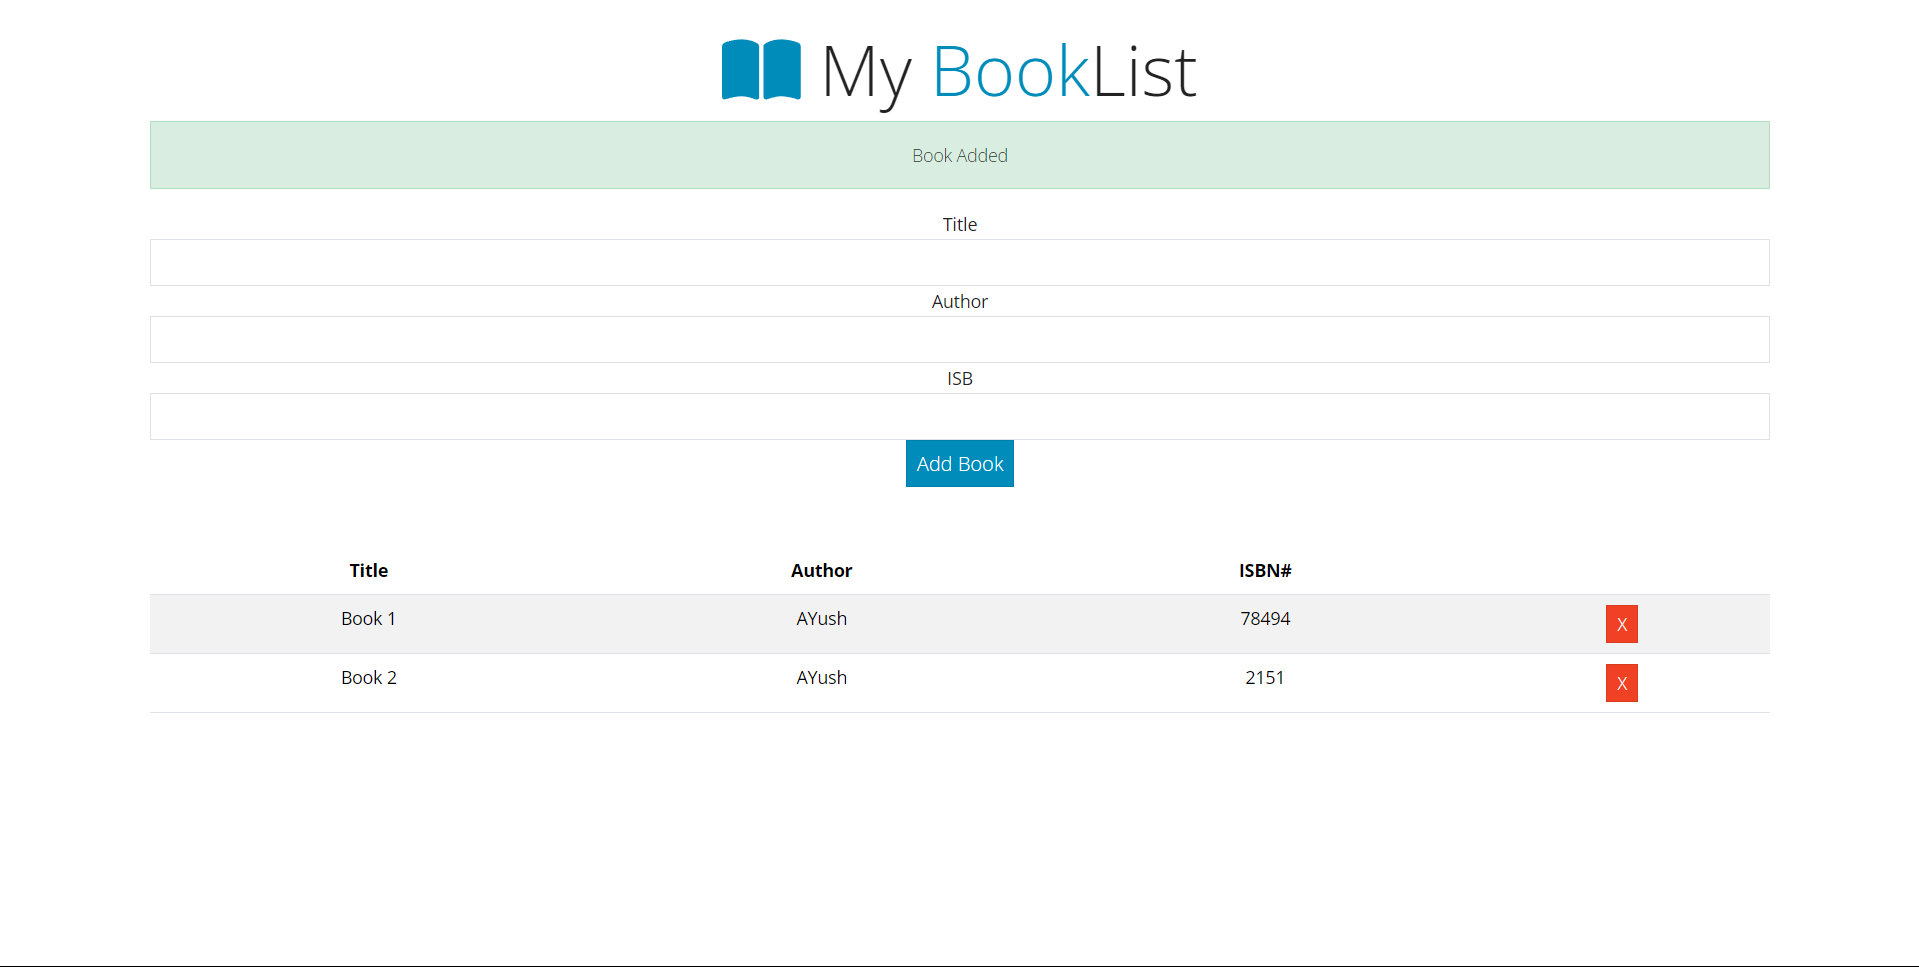 My BookList
Book Added
Title
Author
ISB
Add Book
Title Author ISBN#
Book 1 AYush 78494 X
Book 2 AYush 2151 X